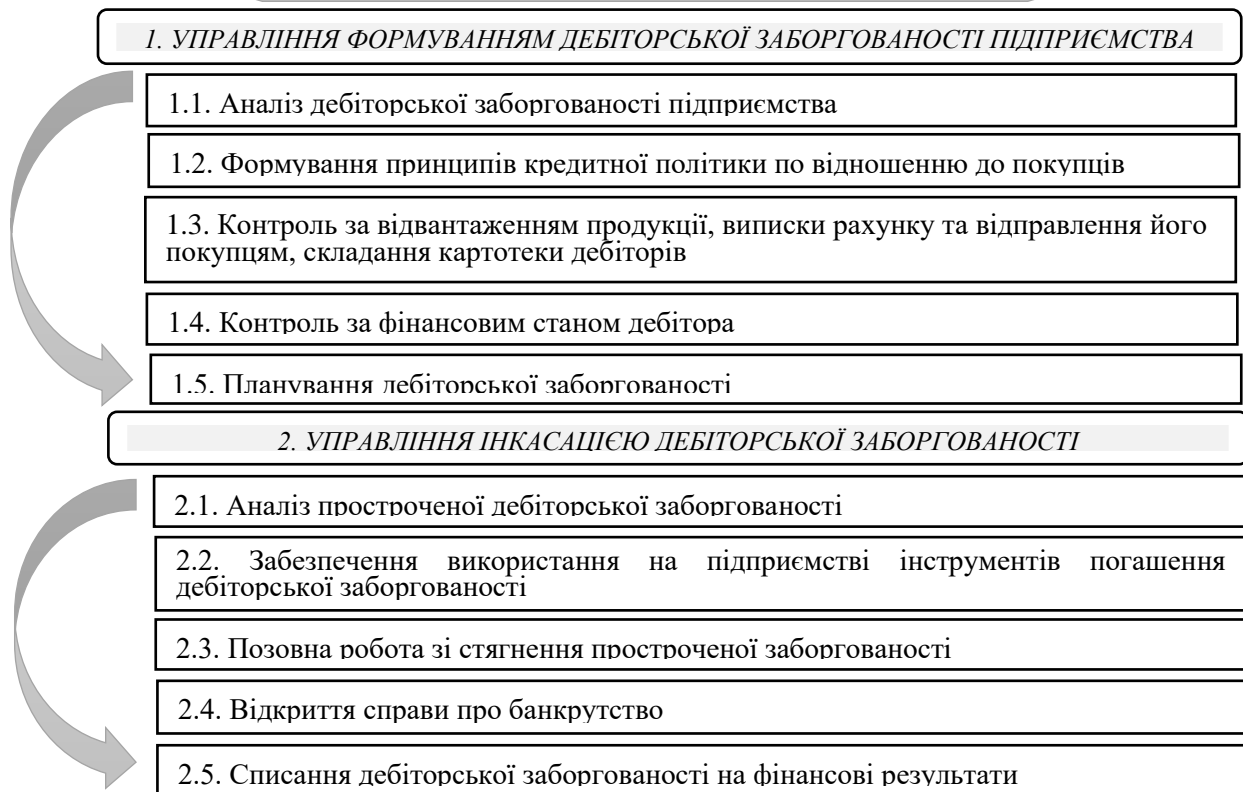 1. УПРАВЛІННЯ ФОРМУВАННЯМ ДЕБІТОРСЬКОЇ ЗАБОРГОВАНОСТІ ПІДПРИЄМСТВА
1.1. Аналіз дебіторської заборгованості підприємства
1.2. Формування принципів кредитної політики по відношенню до покупців
1.3. Контроль за відвантаженням продукції, виписки рахунку та відправлення його
покупцям, складання картотеки дебіторів
1.4. Контроль за фінансовим станом дебітора
1.5. Планування дебіторської заборгованості
2. УПРАВЛІННЯ ІНКАСАЦІЄЮ ДЕБІТОРСЬКОЇ ЗАБОРГОВАНОСТІ
2.1. Аналіз простроченої дебіторської заборгованості
2.2. Забезпечення використання на підприємстві інструментів погашення
дебіторської заборгованості
2.3. Позовна робота зі стягнення простроченої заборгованості
2.4. Відкриття справи про банкрутство
2.5. Списання дебіторської заборгованості на фінансові результати